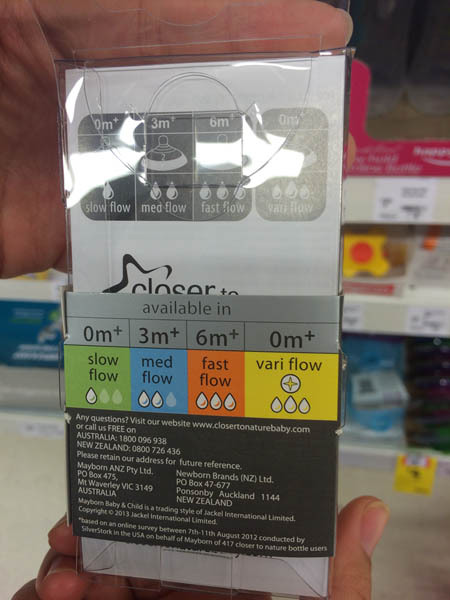 0m+ 3m+ 6m+ 0m+
slow flow med flow fast flow vari flow
closer to
available in
0m+ 3m+ 6m+ 0m+
slow flow med flow fast flow vari flow
Any questions? Visit our website www.closertonaturebaby.com
or call us FREE on
AUSTRALIA: 1800 096 938
NEW ZEALAND: 0800 726 436
Please retain our address for future reference.
Mayborn ANZ Pty Ltd. Newborn Brands (NZ) Ltd.
PO Box 475, PO Box 47-677
Mt Waverley VIC 3149 Ponsonby Auckland 1144
AUSTRALIA NEW ZEALAND
Mayborn Baby & Child is a trading style of Jackel International Limited.
Copyright © 2013 Jackel International Limited.
*based on an online survey between 7th-11th August 2012 conducted by
SilverStork in the USA on behalf of Mayborn of 417 closer to nature bottle users